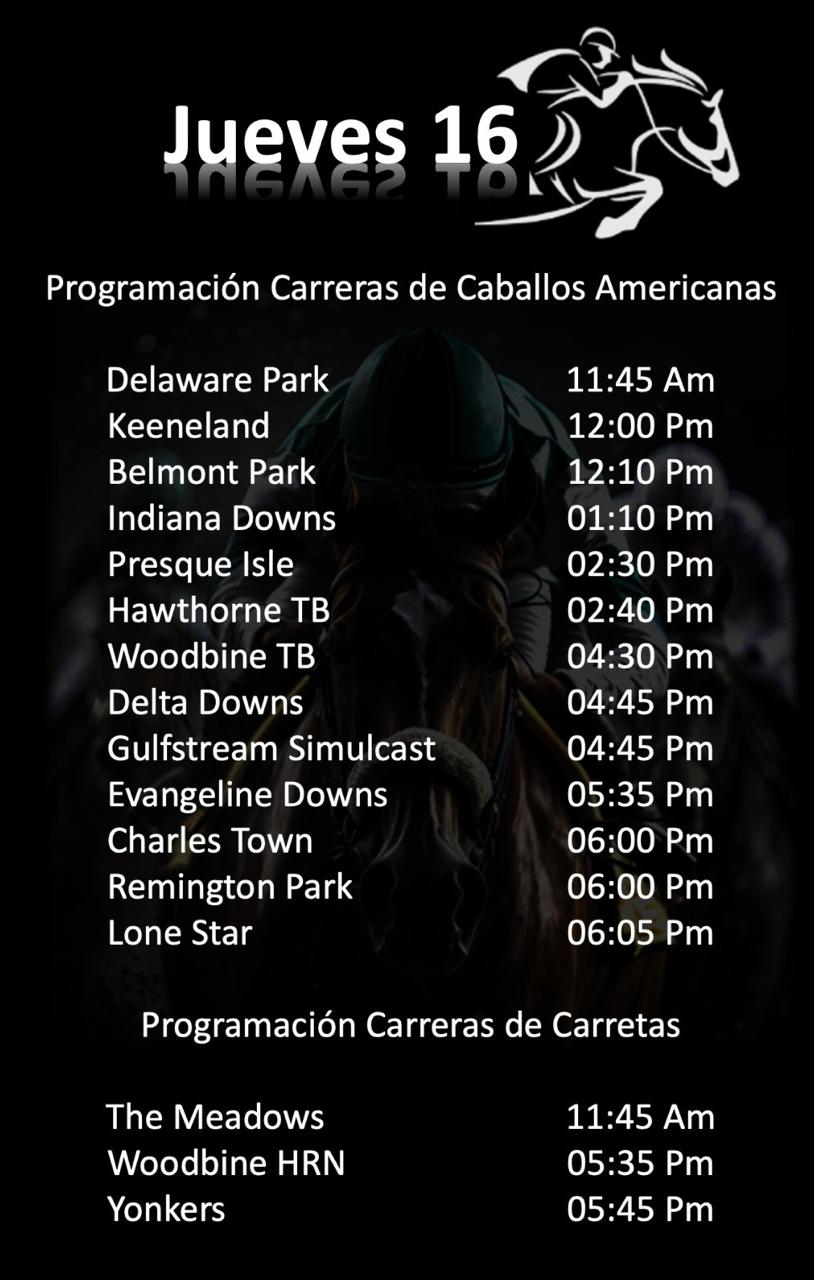 Jueves 16
Programación Carreras de Caballos Americanas
Delaware Park 11:45 Am
Keeneland 12:00 Pm
Belmont Park 12:10 Pm
Indiana Downs 01:10 Pm
Presque Isle 02:30 Pm
Hawthorne TB 02:40 Pm
Woodbine TB 04:30 Pm
Delta Downs 04:45 Pm
Gulfstream Simulcast 04:45 Pm
Evangeline Downs 05:35 Pm
Charles Town 06:00 Pm
Remington Park 06:00 Pm
Lone Star 06:05 Pm
Programación Carreras de Carretas
The Meadows 11:45 Am
Woodbine HRN 05:35 Pm
Yonkers 05:45 Pm